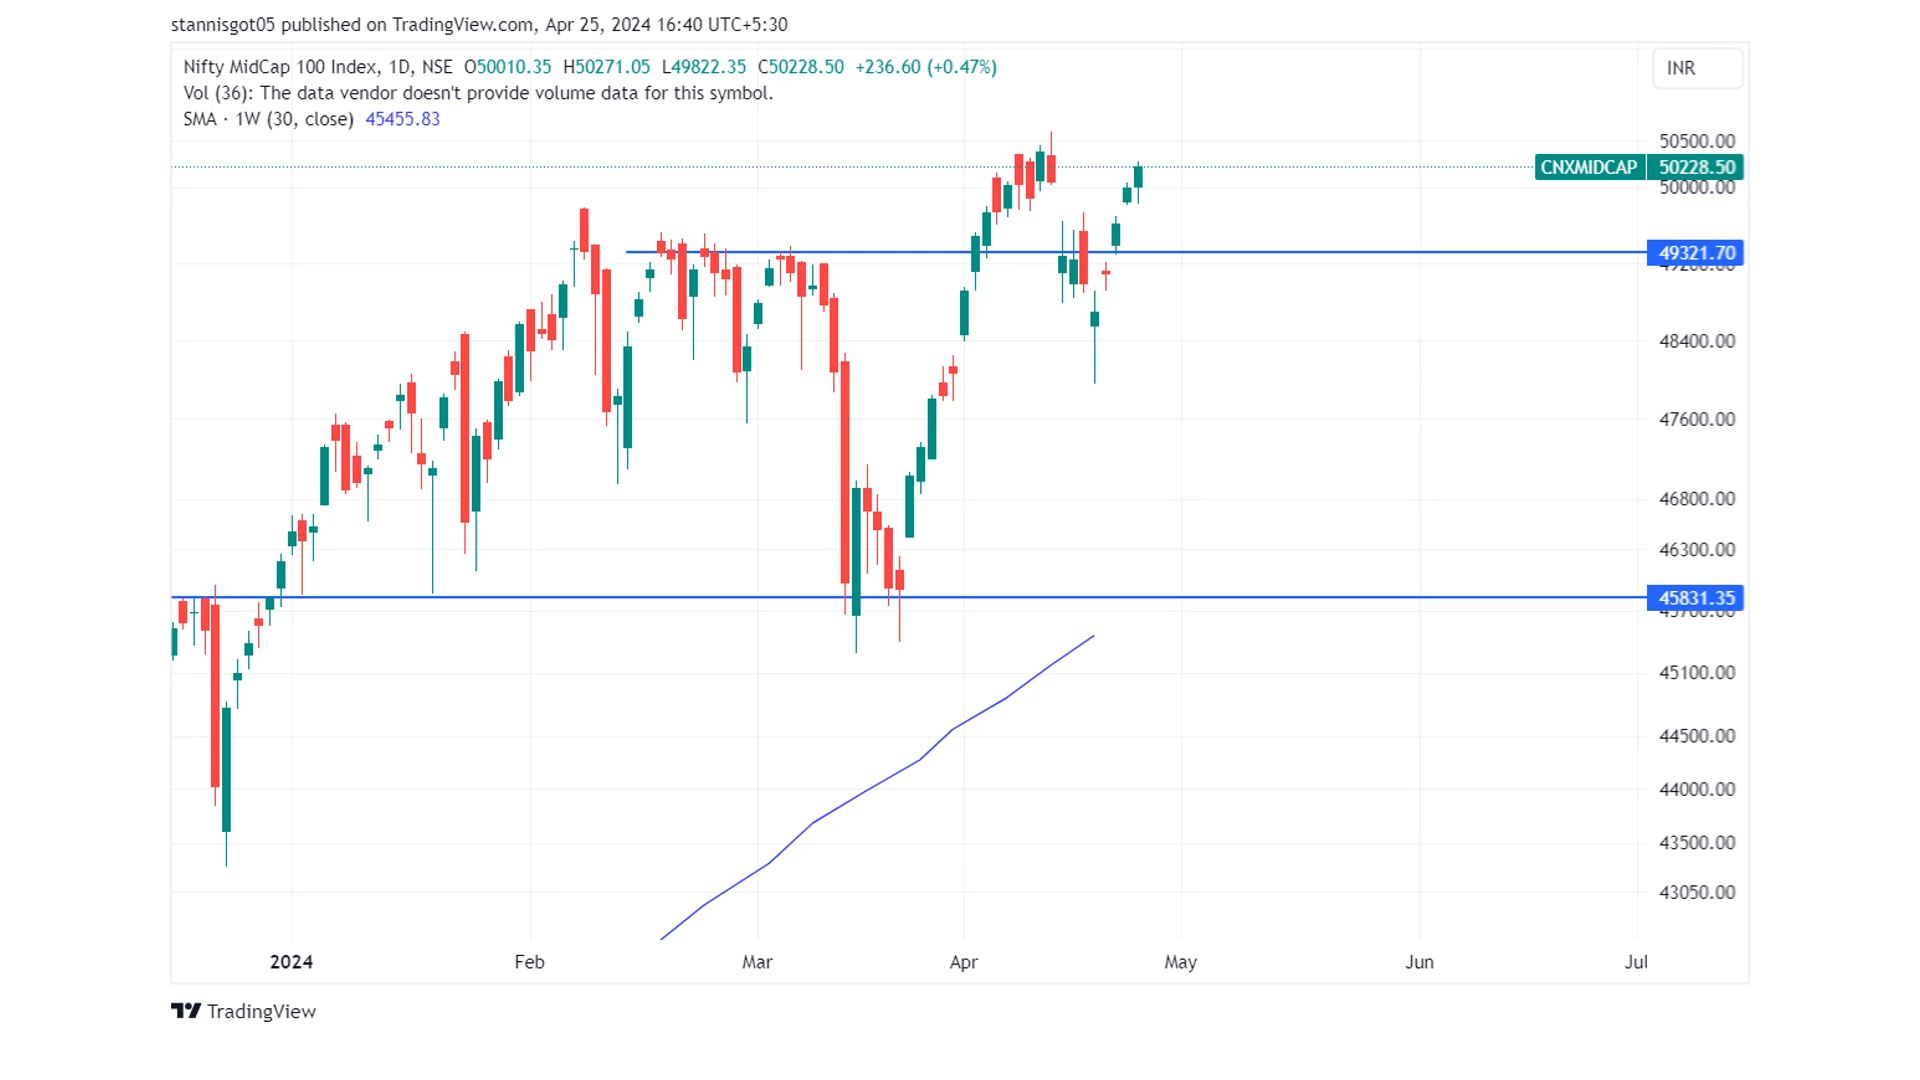 stannisgot05 published on TradingView.com, Apr 25, 2024 16:40 UTC+5:30
Nifty MidCap 100 Index, 1D, NSE O50010.35 H50271.05 L49822.35 C50228.50 +236.60 (+0.47%)
INR
Vol (36): The data vendor doesn't provide volume data for this symbol.
SMA · 1W (30, close) 45455.83
50500.00
CNXMIDCAP 50228.50
50000.00
49321.70
48400.00
47600.00
46800.00
46300.00
45831.35
45100.00
44500.00
44000.00
43500.00
43050.00
2024 Feb Mar Apr May Jun Jul
TradingView